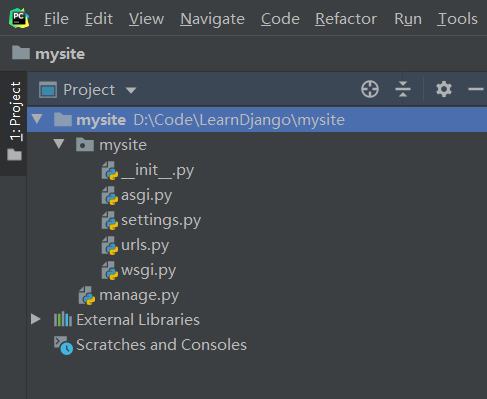 PC File Edit View Navigate Code Refactor Run Tools
mysite
1: Project
Project
mysite D:\Code\LearnDjango\mysite
mysite
__init__.py
asgi.py
settings.py
urls.py
wsgi.py
manage.py
External Libraries
Scratches and Consoles